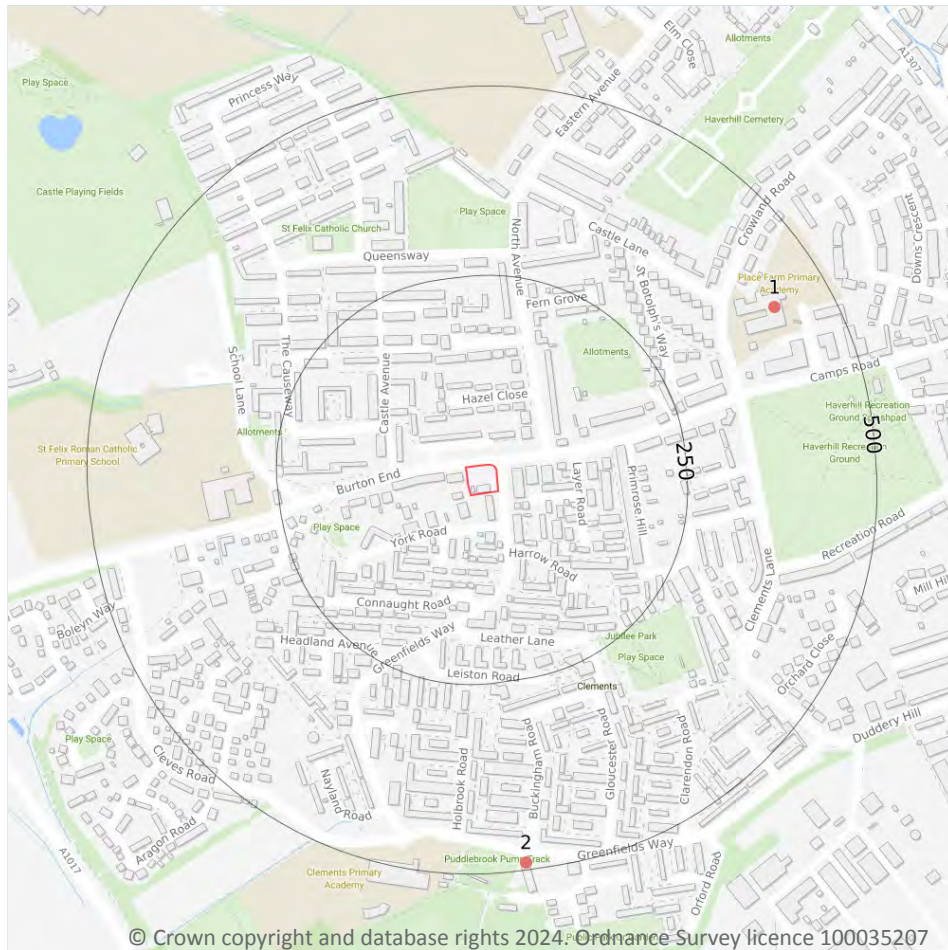 Elm Close
Allotments
A1307
Play Space
Princess Way
Eastern Avenue
Haverhill Cemetery
Castle Playing Fields
Crowland Road
Play Space
St Felix Catholic Church
North Avenue
Castle Lane
Downs Crescent
Queensway
Place Farm Primary
Academy
1
St Botolph's Way
Fern Grove
School Lane
The Causeway
Allotments
Castle Avenue
Camps Road
Hazel Close
Haverhill Recreation
Ground
Allotments
500
St Felix Roman Catholic
Primary School
Haverhill Recreation
Ground
250
Burton End
Layer Road
Primrose Hill
Play Space
York Road
Recreation Road
Harrow Road
Clements Lane
Mill Hill
Connaught Road
Boleyn Way
Headland Avenue
Greenfields Way
Leather Lane
Jubilee Park
Play Space
Leiston Road
Orchard Close
Clements
Duddery Hill
Play Space
Cleves Road
Holbrook Road
Buckingham Road
Gloucester Road
Clarendon Road
Nayland Road
Aragon Road
A1017
2
Puddlebrook Pump Track
Greenfields Way
Clements Primary
Academy
Orford Road
© Crown copyright and database rights 2024. Ordnance Survey licence 100035207